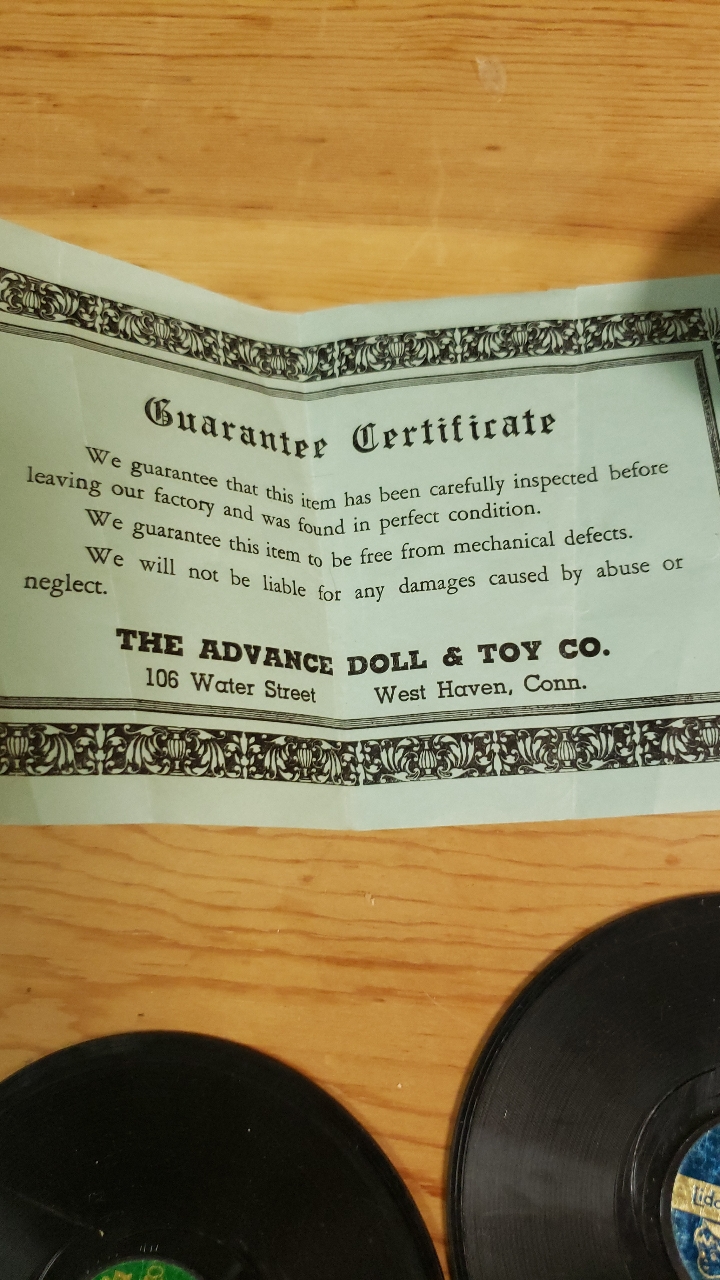 Guarantee Certificate
We guarantee that this item has been carefully inspected before
leaving our factory and was found in perfect condition.
We guarantee this item to be free from mechanical defects.
We will not be liable for any damages caused by abuse or
neglect.
THE ADVANCE DOLL & TOY CO.
106 Water Street West Haven, Conn.